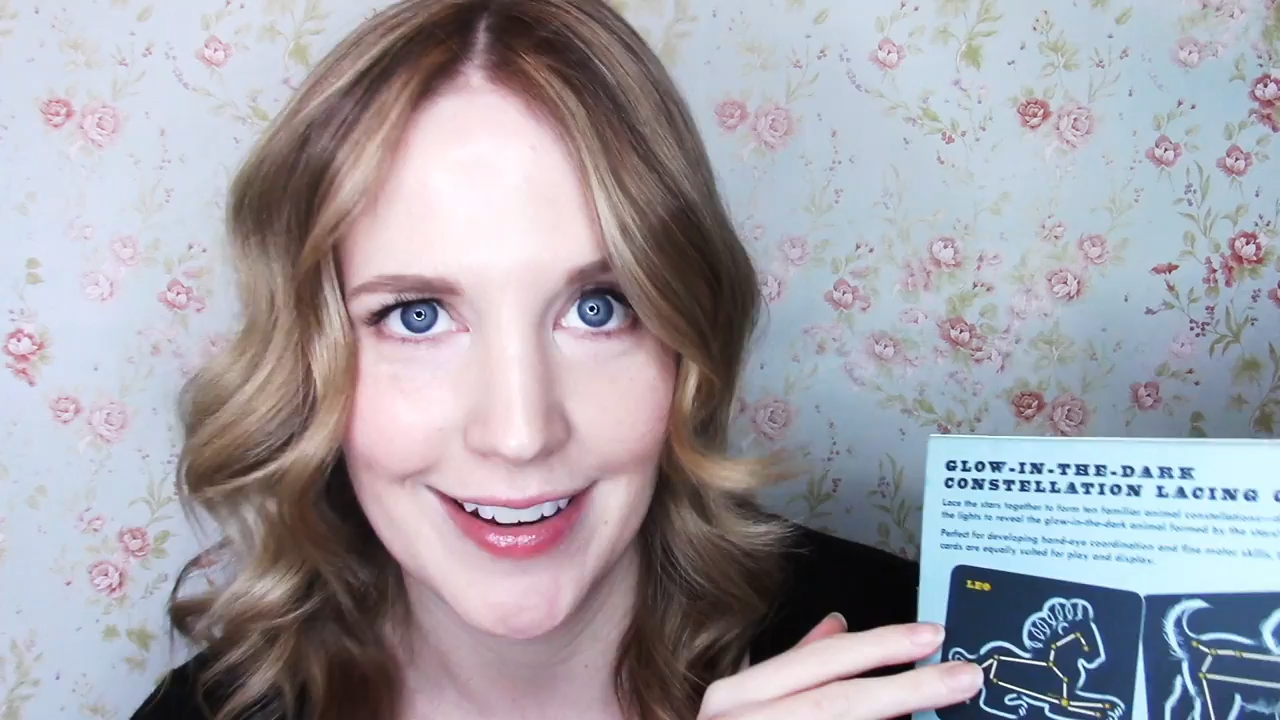 GLOW-IN-THE-DARK
CONSTELLATION LACING
Lace the stars together to form ten familiar animal constellations—
the lights to reveal the glow-in-the-dark animal formed by the stars
Perfect for developing hand-eye coordination and fine motor skills,
cards are equally suited for play and display.
LEO